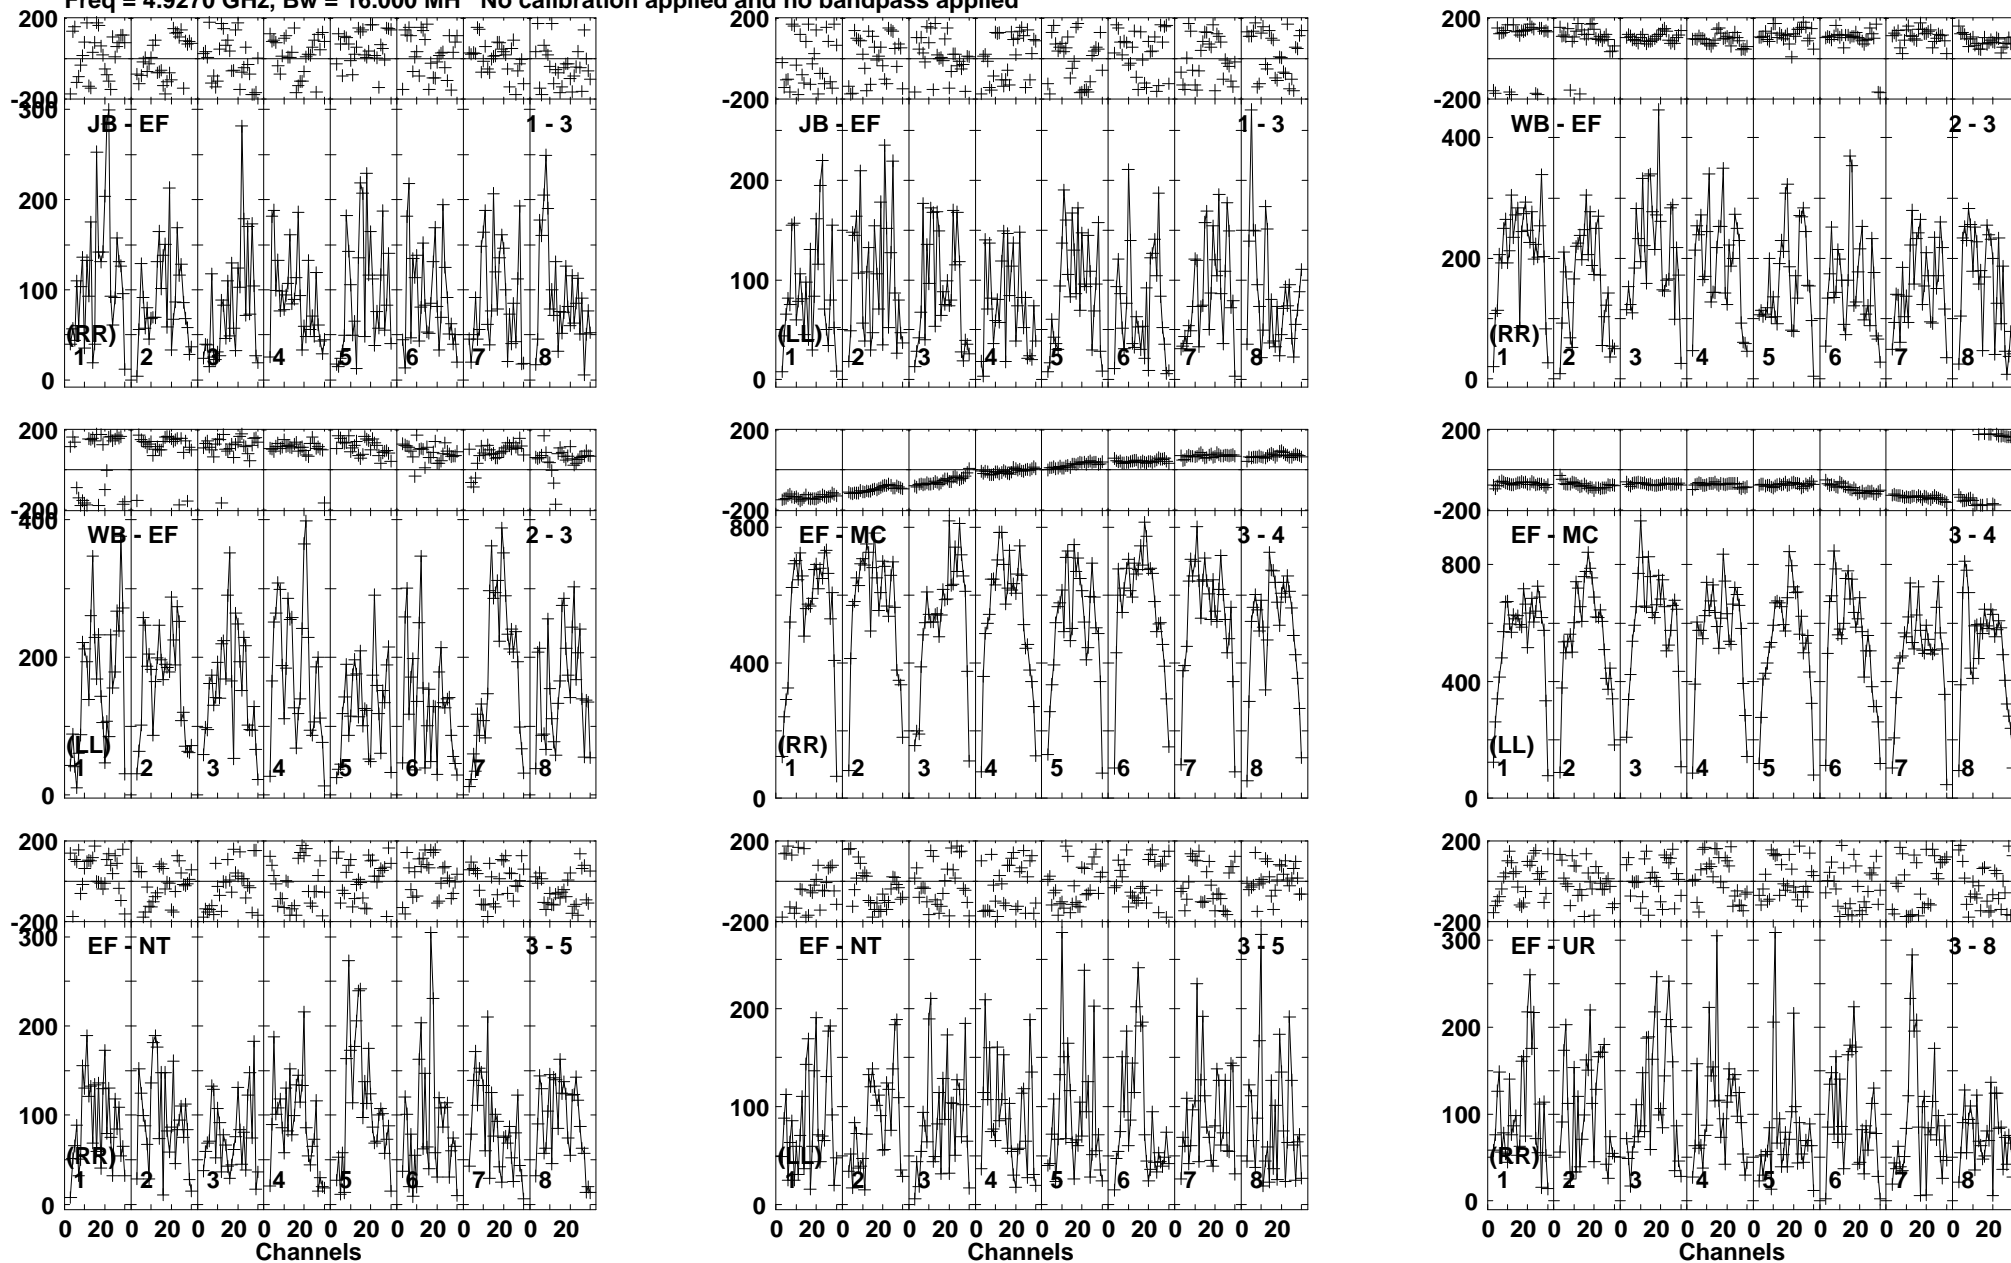 Freq = 4.9270 GHz, Bw = 16.000 MH No calibration applied and no bandpass applied
200 200 200
-200 -200 -200
JB - EF 1 - 3 JB - EF 1 - 3 WB - EF 2 - 3
300
400
200 200
200
100 100
(RR) (LL) (RR)
1 2 3 4 5 6 7 8 1 2 3 4 5 6 7 8 1 2 3 4 5 6 7 8
0 0 0
200 200 200
-200 -200 -200
400 800
WB - EF 2 - 3 EF - MC 3 - 4 EF - MC 3 - 4
800
200 400 400
(LL) (RR) (LL)
1 2 3 4 5 6 7 8 1 2 3 4 5 6 7 8 1 2 3 4 5 6 7 8
0 0 0
200 200 200
-200 -200 -200
300 300
EF - NT 3 - 5 EF - NT 3 - 5 EF - UR 3 - 8
200 200 200
100 100 100
(RR) (LL) (RR)
1 2 3 4 5 6 7 8 1 2 3 4 5 6 7 8 1 2 3 4 5 6 7 8
0 0 0
0 20 0 20 0 20 0 20 0 20 0 20 0 20 0 20 0 20 0 20 0 20 0 20 0 20 0 20 0 20 0 20 0 20 0 20 0 20 0 20 0 20 0 20 0 20 0 20
Channels Channels Channels